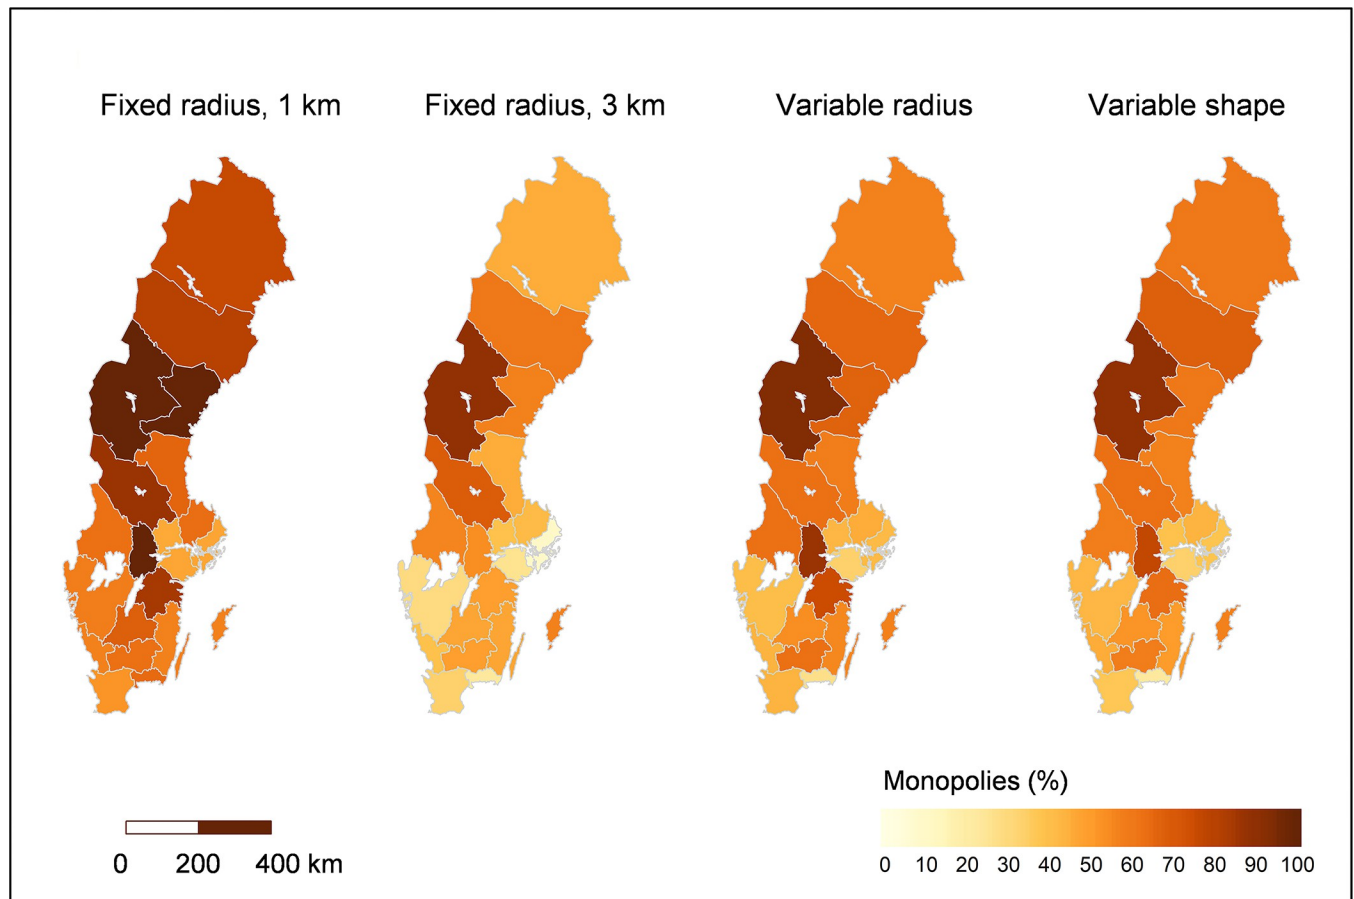 Fixed radius, 1 km
Fixed radius, 3 km
Variable radius
Variable shape
Monopolies (%)
0 10 20 30 40 50 60 70 80 90 100
0 200 400 km